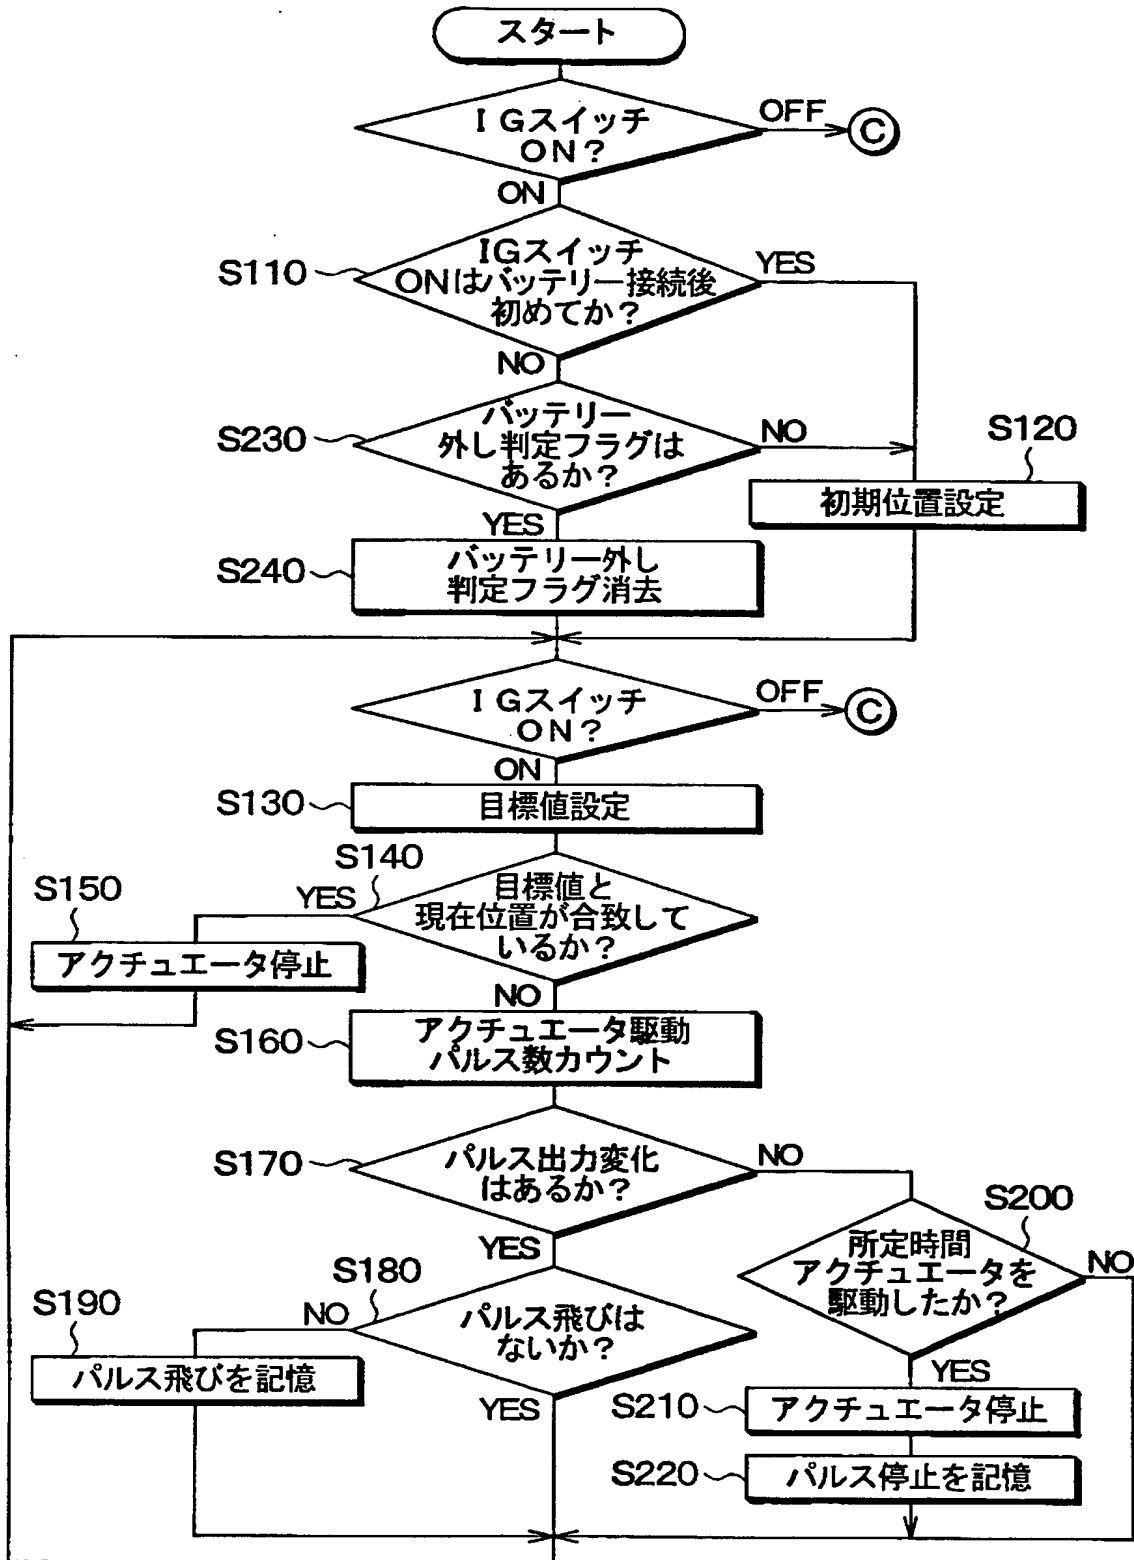 スタート
IGスイッチ
ON?
OFF
C
ON
S110
IGスイッチ
ONはバッテリー接続後
初めてか?
YES
NO
S230
バッテリー
外し判定フラグは
あるか?
NO
S120
初期位置設定
YES
S240
バッテリー外し
判定フラグ消去
IGスイッチ
ON?
OFF
C
ON
S130
目標値設定
S140
目標値と
現在位置が合致して
いるか?
YES
S150
アクチュエータ停止
NO
S160
アクチュエータ駆動
パルス数カウント
S170
パルス出力変化
はあるか?
NO
YES
S200
所定時間
アクチュエータを
駆動したか?
NO
S180
パルス飛びは
ないか?
NO
S190
パルス飛びを記憶
YES
YES
S210
アクチュエータ停止
S220
パルス停止を記憶